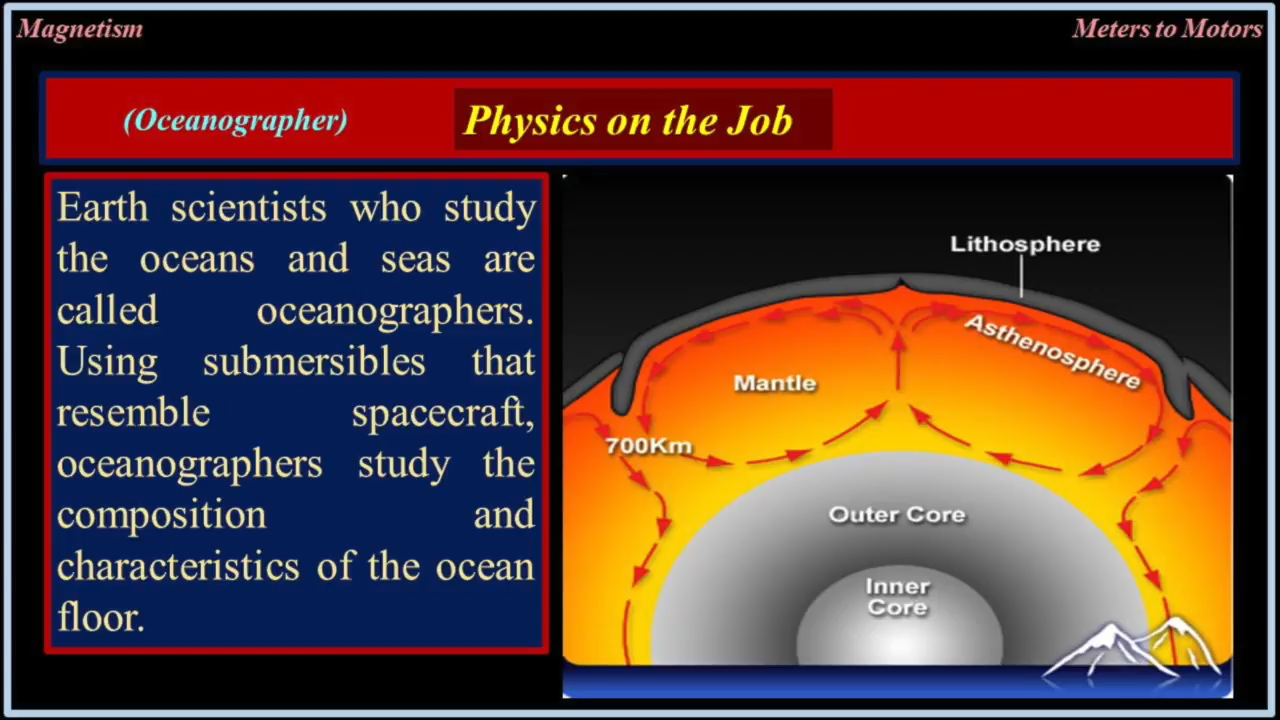 Magnetism
Meters to Motors
(Oceanographer)
Physics on the Job
Earth scientists who study
the oceans and seas are
called oceanographers.
Using submersibles that
resemble spacecraft,
oceanographers study the
composition and
characteristics of the ocean
floor.
Lithosphere
Asthenosphere
Mantle
700Km
Outer Core
Inner
Core